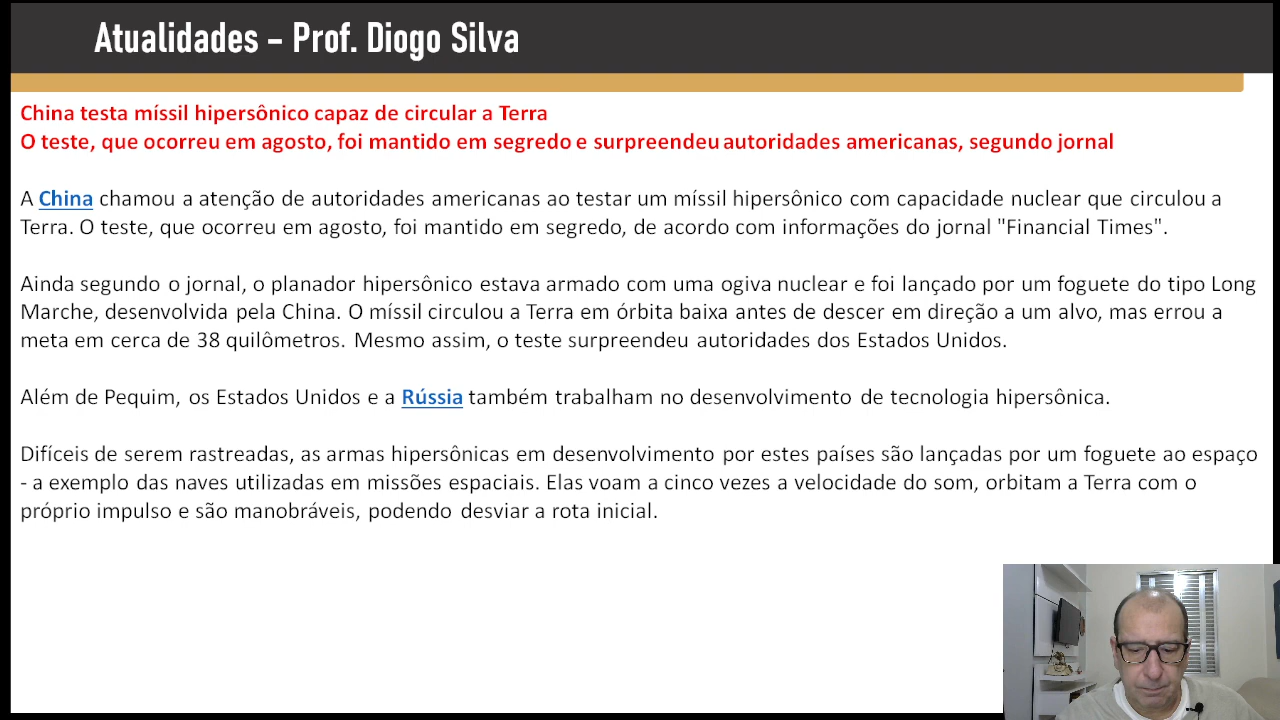 Atualidades – Prof. Diogo Silva
China testa míssil hipersônico capaz de circular a Terra
O teste, que ocorreu em agosto, foi mantido em segredo e surpreendeu autoridades americanas, segundo jornal
A China chamou a atenção de autoridades americanas ao testar um míssil hipersônico com capacidade nuclear que circulou a
Terra. O teste, que ocorreu em agosto, foi mantido em segredo, de acordo com informações do jornal "Financial Times".
Ainda segundo o jornal, o planador hipersônico estava armado com uma ogiva nuclear e foi lançado por um foguete do tipo Long
Marche, desenvolvida pela China. O míssil circulou a Terra em órbita baixa antes de descer em direção a um alvo, mas errou a
meta em cerca de 38 quilômetros. Mesmo assim, o teste surpreendeu autoridades dos Estados Unidos.
Além de Pequim, os Estados Unidos e a Rússia também trabalham no desenvolvimento de tecnologia hipersônica.
Difíceis de serem rastreadas, as armas hipersônicas em desenvolvimento por estes países são lançadas por um foguete ao espaço
- a exemplo das naves utilizadas em missões espaciais. Elas voam a cinco vezes a velocidade do som, orbitam a Terra com o
próprio impulso e são manobráveis, podendo desviar a rota inicial.